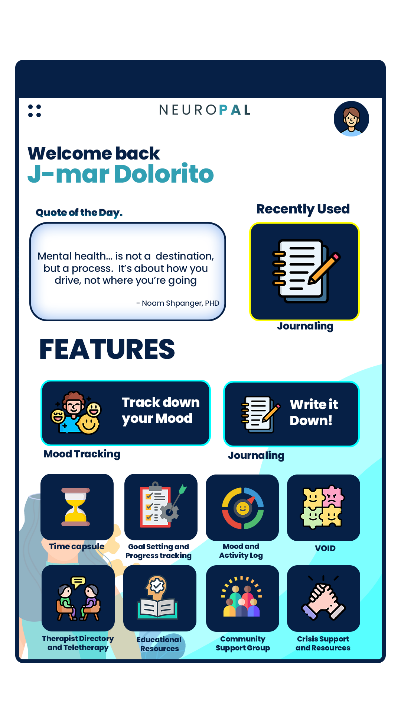 NEUROPAL
Welcome back
J-mar Dolorito
Quote of the Day.
Recently Used
Mental health... is not a destination,
but a process. It's about how you
drive, not where you're going
- Noam Shpanger, PHD
Journaling
FEATURES
Track down
your Mood
Write it
Down!
Mood Tracking
Journaling
Time capsule
Goal Setting and
Progress tracking
Mood and
Activity Log
VOID
Therapist Directory
and Teletherapy
Educational
Resources
Community
Support Group
Crisis Support
and Resources